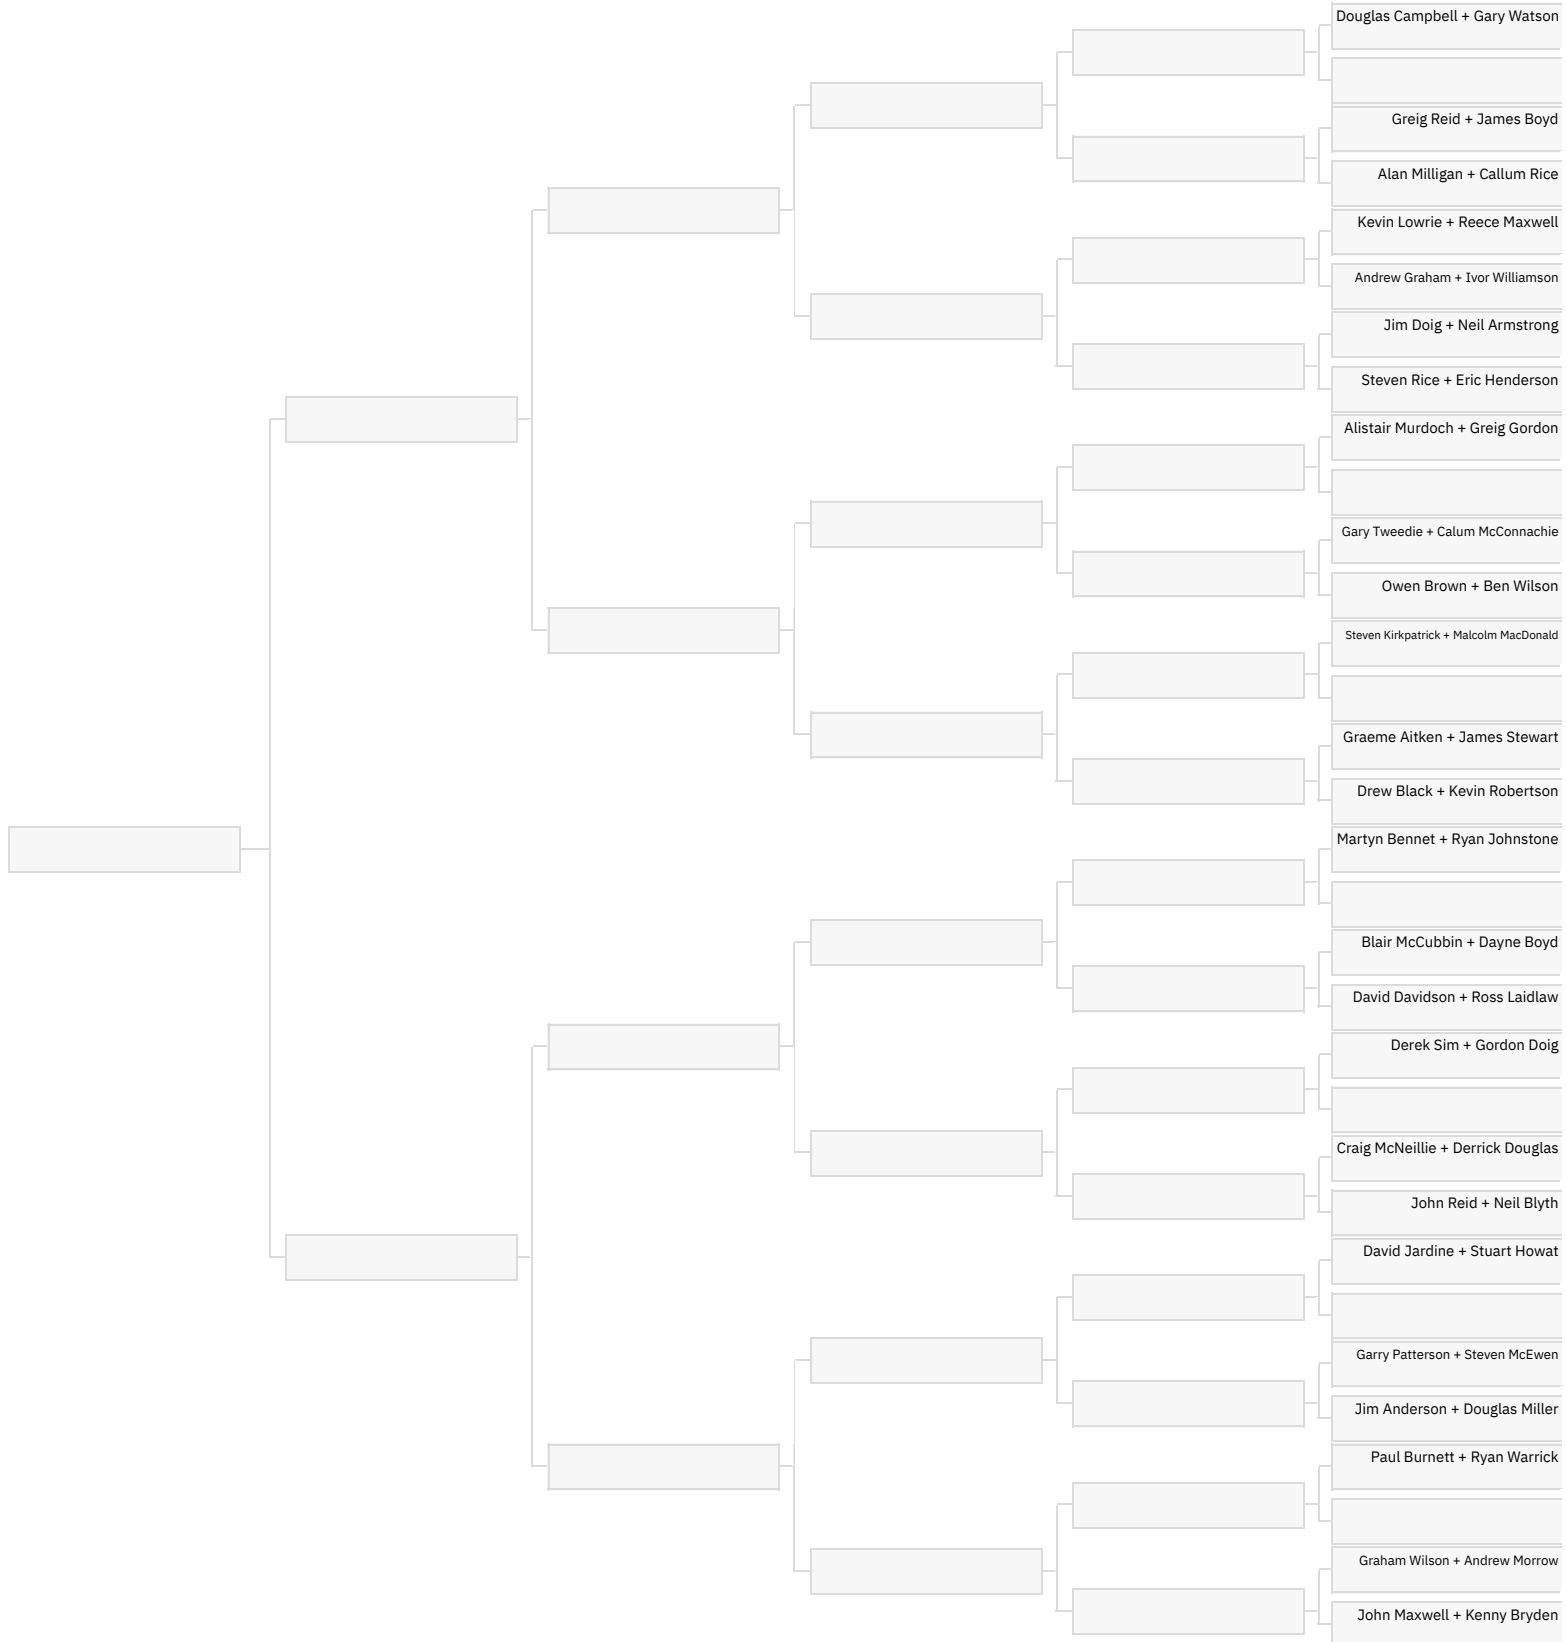 Douglas Campbell + Gary Watson
Greig Reid + James Boyd
Alan Milligan + Callum Rice
Kevin Lowrie + Reece Maxwell
Andrew Graham + Ivor Williamson
Jim Doig + Neil Armstrong
Steven Rice + Eric Henderson
Alistair Murdoch + Greig Gordon
Gary Tweedie + Calum McConnachie
Owen Brown + Ben Wilson
Steven Kirkpatrick + Malcolm MacDonald
Graeme Aitken + James Stewart
Drew Black + Kevin Robertson
Martyn Bennet + Ryan Johnstone
Blair McCubbin + Dayne Boyd
David Davidson + Ross Laidlaw
Derek Sim + Gordon Doig
Craig McNeillie + Derrick Douglas
John Reid + Neil Blyth
David Jardine + Stuart Howat
Garry Patterson + Steven McEwen
Jim Anderson + Douglas Miller
Paul Burnett + Ryan Warrick
Graham Wilson + Andrew Morrow
John Maxwell + Kenny Bryden